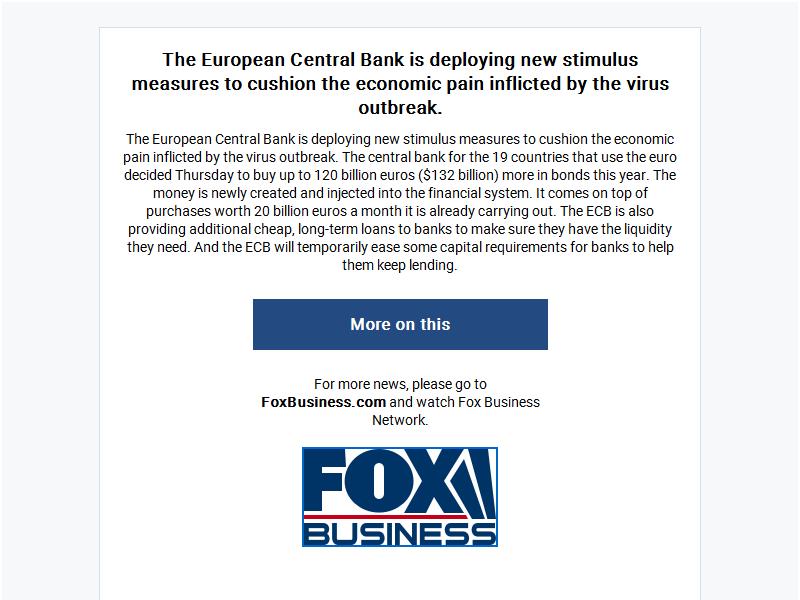 The European Central Bank is deploying new stimulus
measures to cushion the economic pain inflicted by the virus
outbreak.
The European Central Bank is deploying new stimulus measures to cushion the economic
pain inflicted by the virus outbreak. The central bank for the 19 countries that use the euro
decided Thursday to buy up to 120 billion euros ($132 billion) more in bonds this year. The
money is newly created and injected into the financial system. It comes on top of
purchases worth 20 billion euros a month it is already carrying out. The ECB is also
providing additional cheap, long-term loans to banks to make sure they have the liquidity
they need. And the ECB will temporarily ease some capital requirements for banks to help
them keep lending.
More on this
For more news, please go to
FoxBusiness.com and watch Fox Business
Network.
FOX
BUSINESS